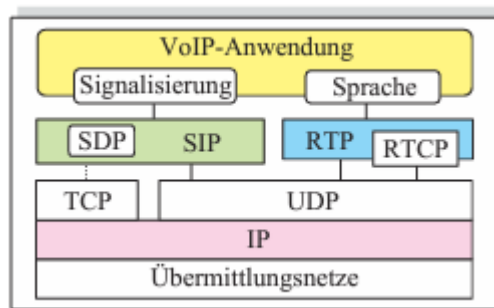 VoIP-Anwendung
Signalisierung Sprache
SDP SIP RTP RTCP
TCP UDP
IP
Übermittlungsnetze